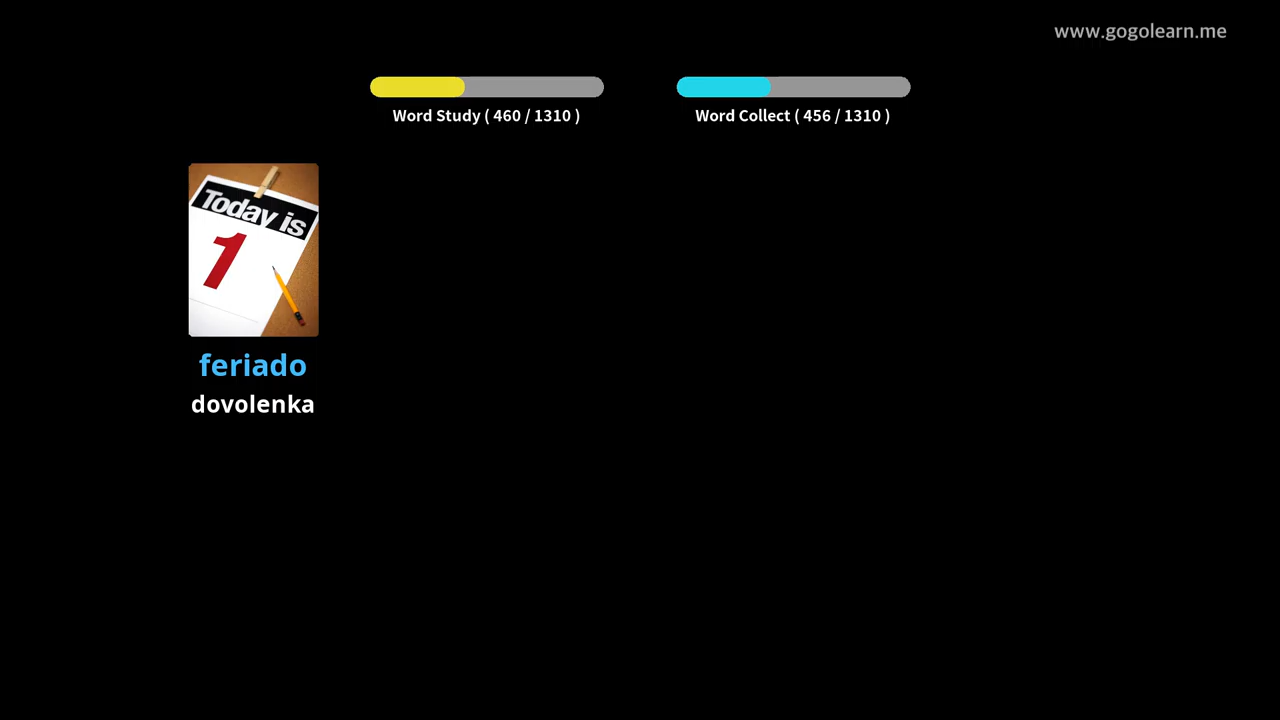 www.gogolearn.me
Word Study ( 460 / 1310 )
Word Collect ( 456 / 1310 )
Today is
1
feriado
dovolenka